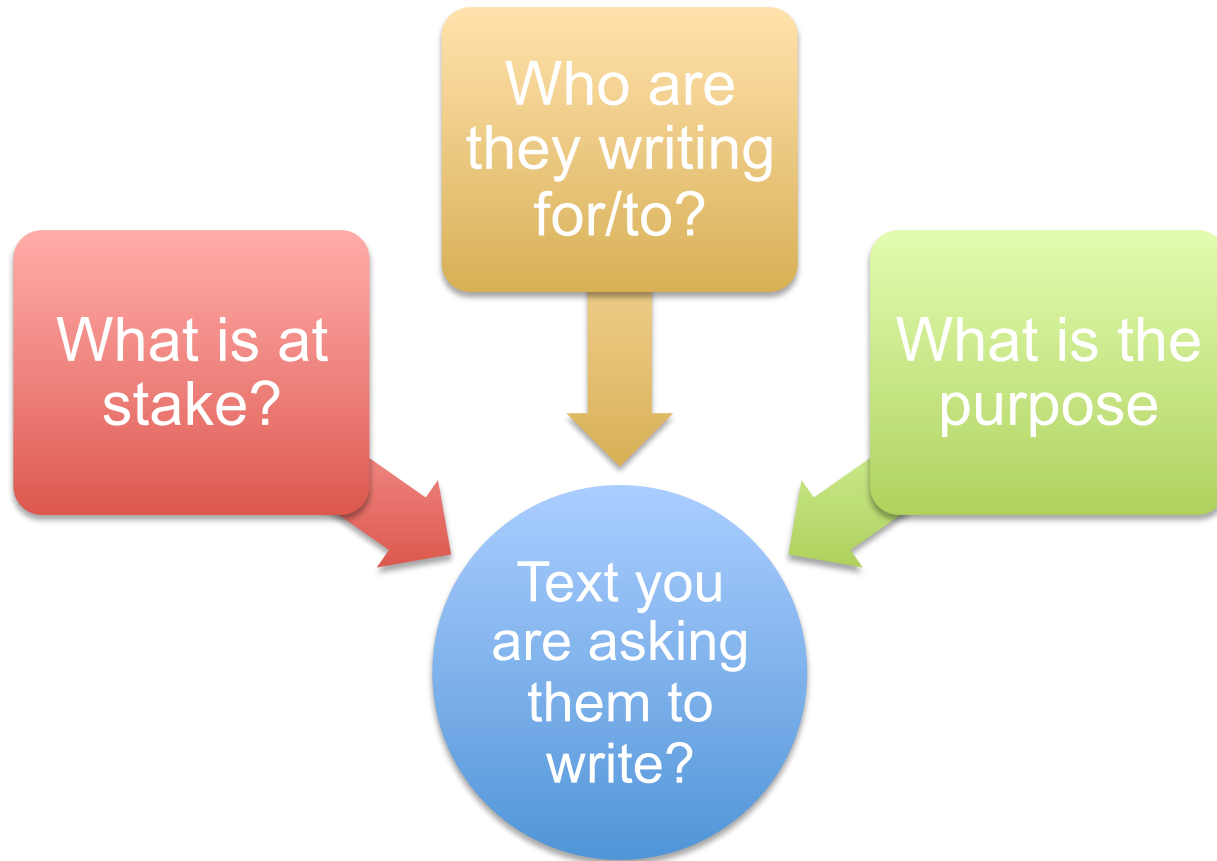 Who are
they writing
for/to?
What is at
stake?
What is the
purpose
Text you
are asking
them to
write?